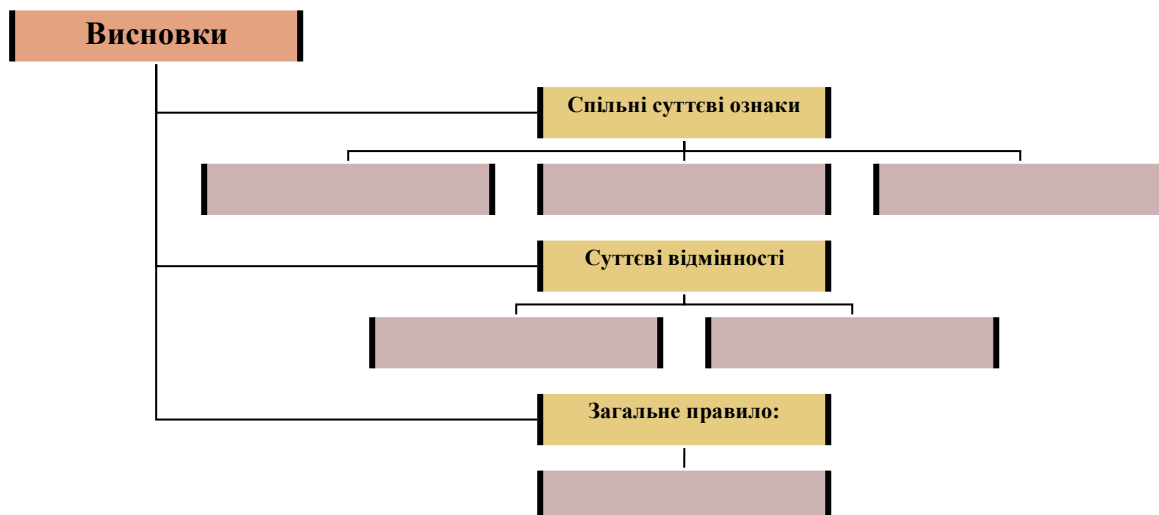 Висновки
Спільні суттєві ознаки
Суттєві відмінності
Загальне правило: